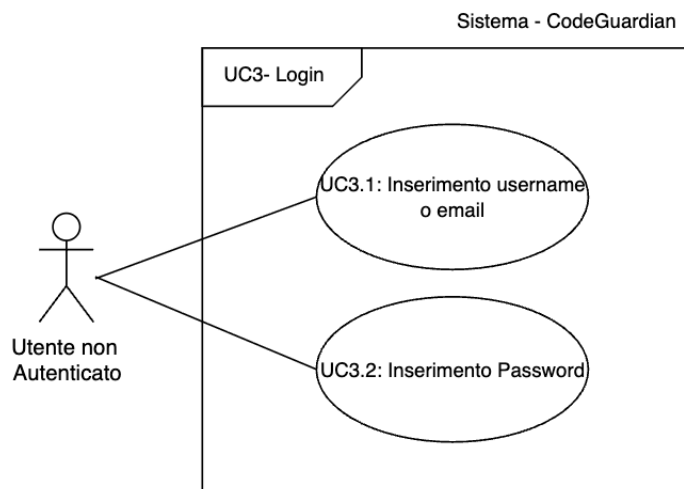 Sistema - CodeGuardian
UC3- Login
UC3.1: Inserimento username
o email
Utente non
Autenticato
UC3.2: Inserimento Password